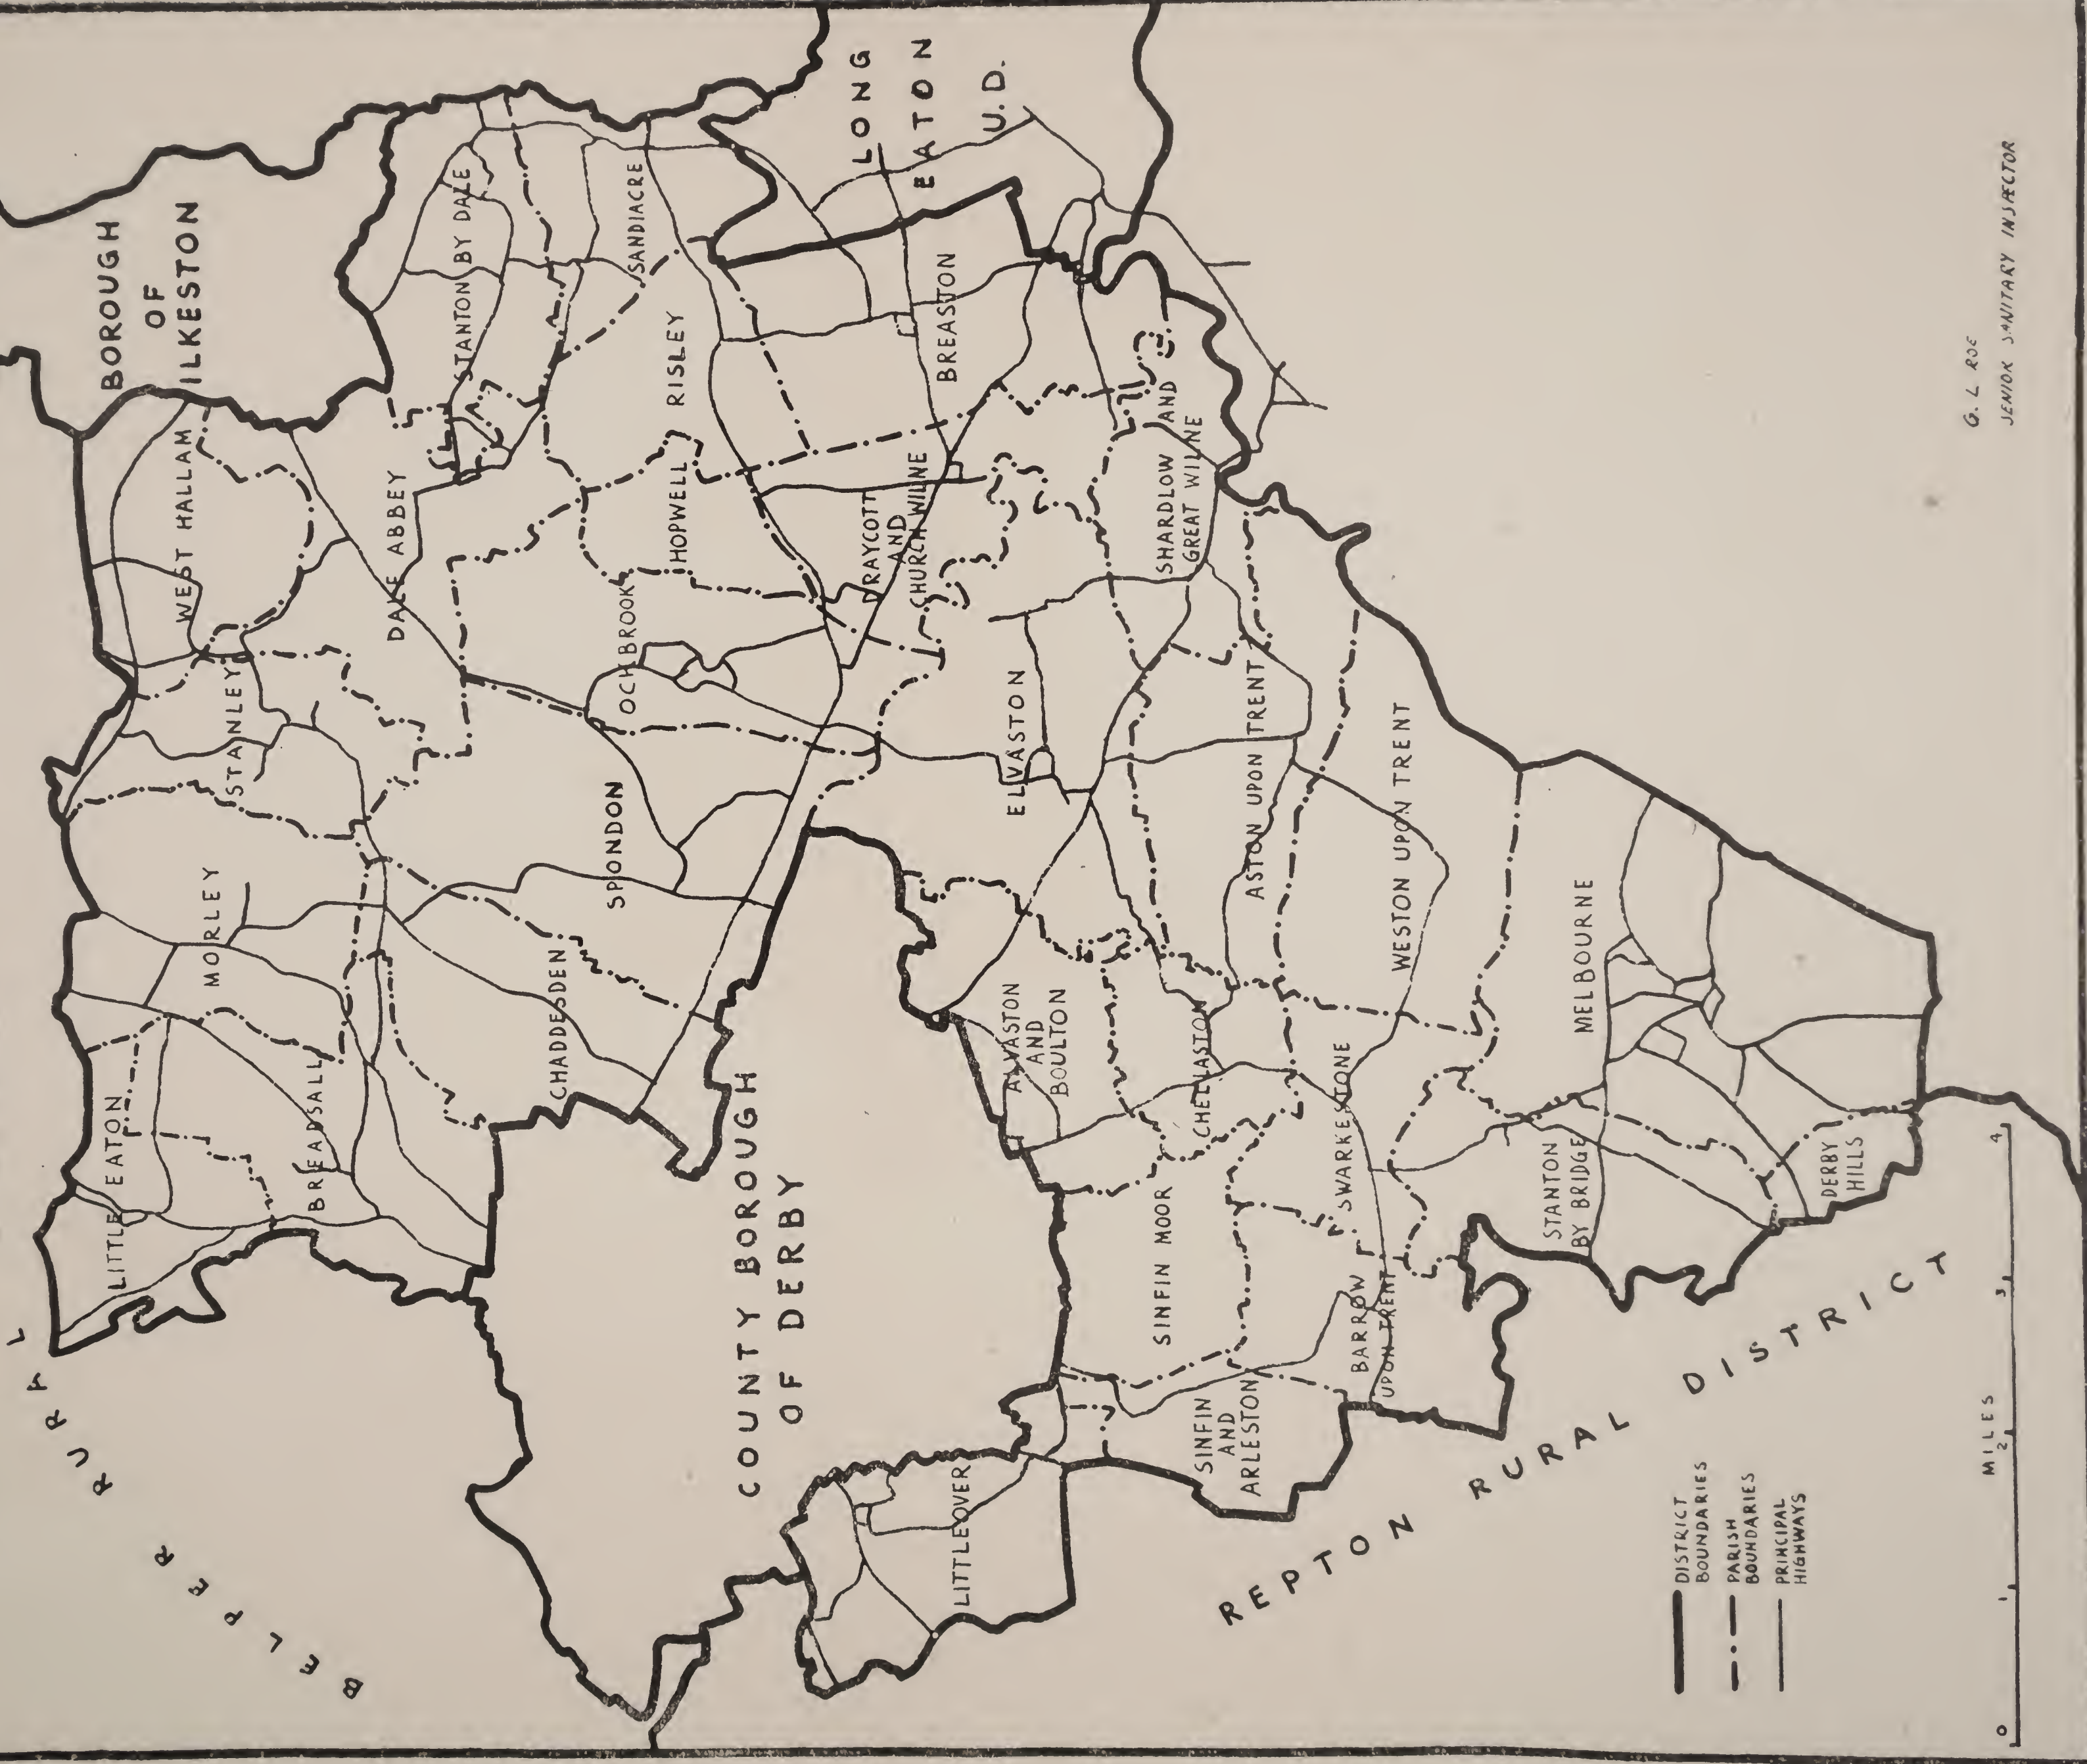 BELPER RURAL
BOROUGH
OF
ILKESTON
LITTLE EATON
MORLEY
STANLEY
WEST HALLAM
BREADSALL
DALE ABBEY
STANTON BY DALE
CHADDESDEN
SPONDON
OCHBROOK
HOPWELL
RISLEY
SANDIACRE
COUNTY BOROUGH
OF DERBY
LONG
EATON
U.D.
DRAYCOTT
AND
CHURCH WILNE
BREASTON
LITTLEOVER
ALVASTON
AND
BOULTON
ELVASTON
SHARDLOW AND
GREAT WILNE
SINFIN MOOR
CHELLASTON
ASTON UPON TRENT
SINFIN
AND
ARLESTON
BARROW
UPON TRENT
SWARKESTONE
WESTON UPON TRENT
STANTON
BY BRIDGE
MELBOURNE
DERBY
HILLS
REPTON RURAL DISTRICT
DISTRICT
BOUNDARIES
PARISH
BOUNDARIES
PRINCIPAL
HIGHWAYS
MILES
0 1 2 3 4
G. L ROE
SENIOR SANITARY INSPECTOR